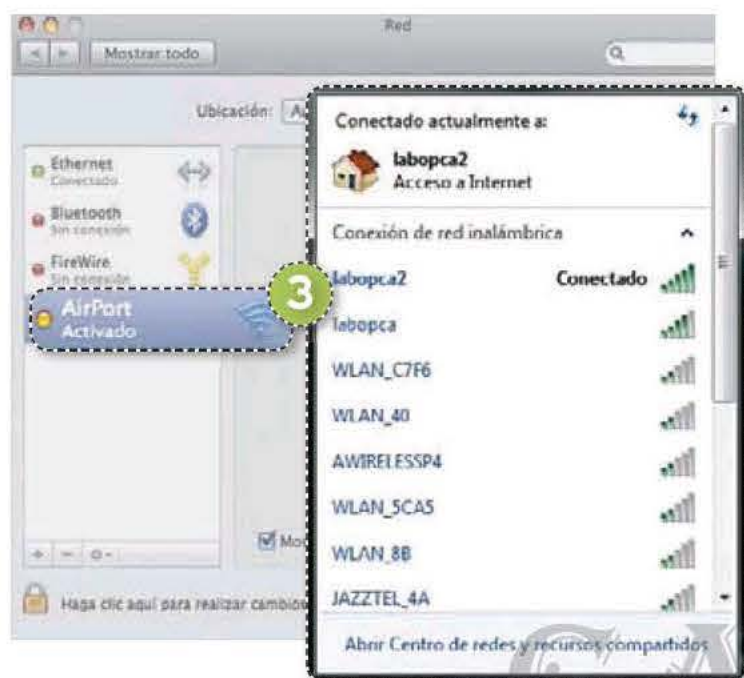 Red
Mostrar todo
Ubicación:
Ethernet
Conectado
Bluetooth
Sin conexión
FireWire
Sin conexión
AirPort
Activado
3
Haga clic aquí para realizar cambios
Conectado actualmente a:
labopca2
Acceso a Internet
Conexión de red inalámbrica
labopca2 Conectado
labopca
WLAN_C7F6
WLAN_40
AWIRELESSP4
WLAN_5CA5
WLAN_8B
JAZZTEL_4A
Abrir Centro de redes y recursos compartidos